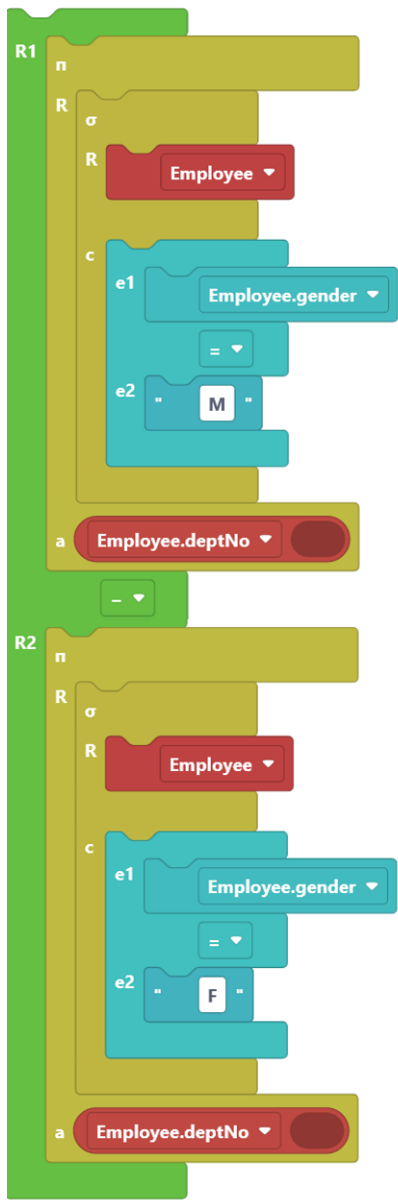 R1
π
R
σ
R
Employee
c
e1
Employee.gender
=
e2
" M "
a Employee.deptNo
–
R2
π
R
σ
R
Employee
c
e1
Employee.gender
=
e2
" F "
a Employee.deptNo